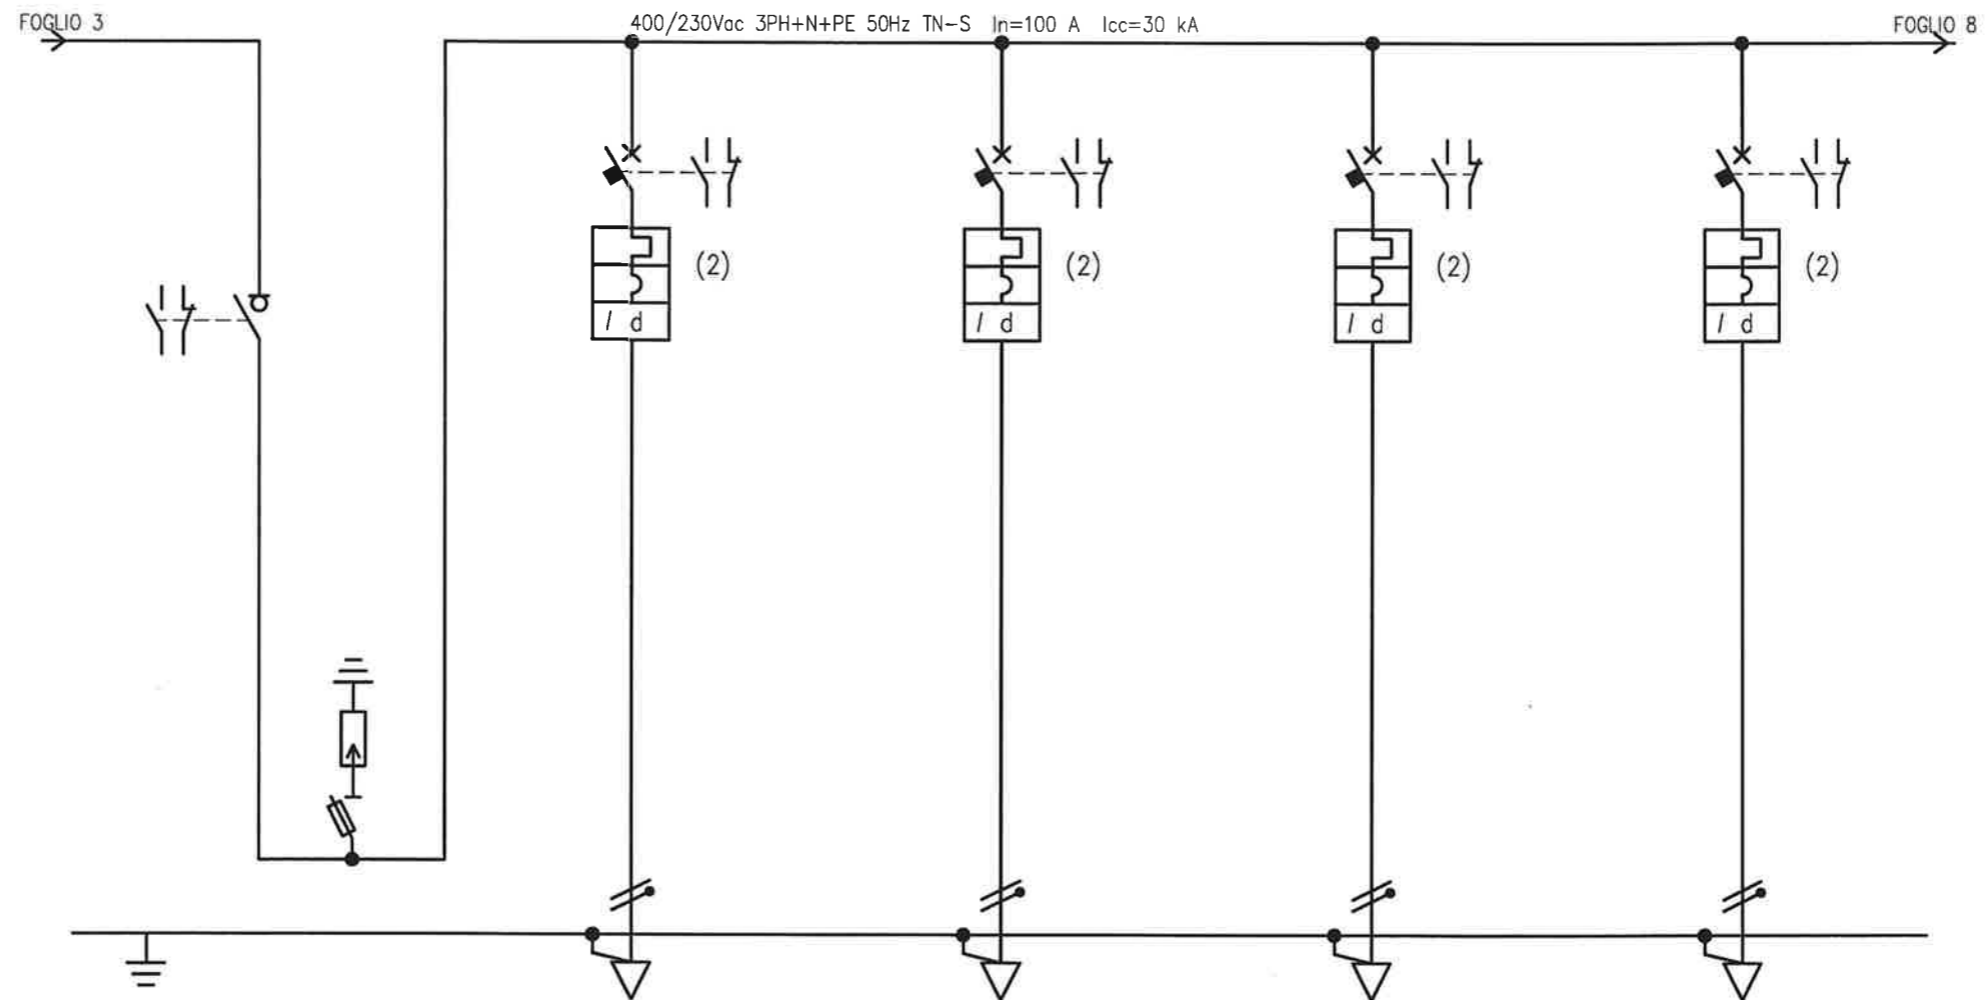 FOGLIO 3
400/230Vac 3PH+N+PE 50Hz TN-S In=100 A Icc=30 kA
FOGLIO 8
(2)
(2)
(2)
(2)
I d
I d
I d
I d